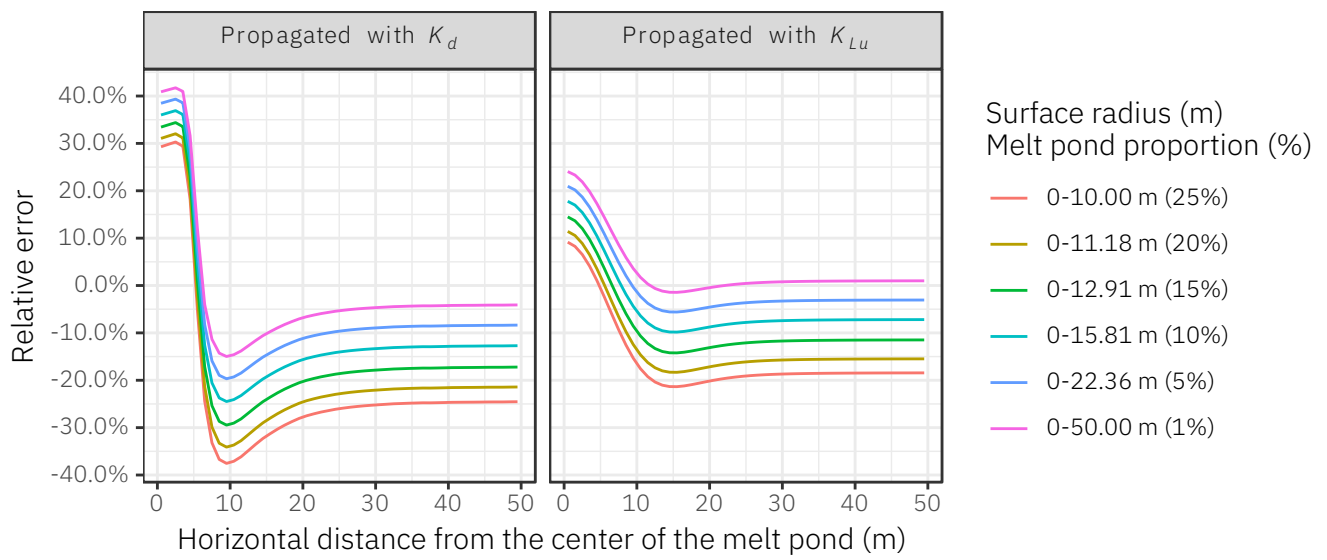 Propagated with K d
Propagated with K Lu
Relative error
40.0%
30.0%
20.0%
10.0%
0.0%
-10.0%
-20.0%
-30.0%
-40.0%
0 10 20 30 40 50
0 10 20 30 40 50
Horizontal distance from the center of the melt pond (m)
Surface radius (m)
Melt pond proportion (%)
0-10.00 m (25%)
0-11.18 m (20%)
0-12.91 m (15%)
0-15.81 m (10%)
0-22.36 m (5%)
0-50.00 m (1%)